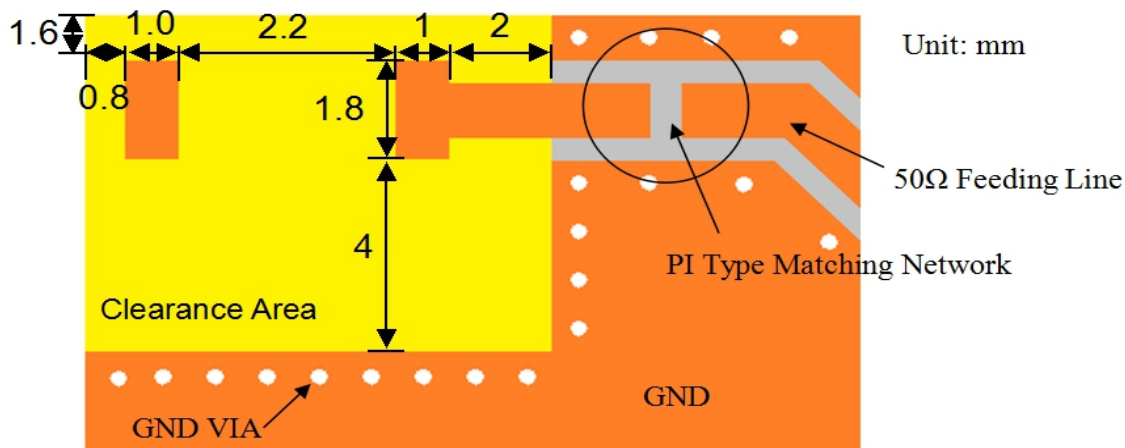 1.6
1.0
2.2
1
2
Unit: mm
0.8
1.8
50Ω Feeding Line
4
PI Type Matching Network
Clearance Area
GND
GND VIA